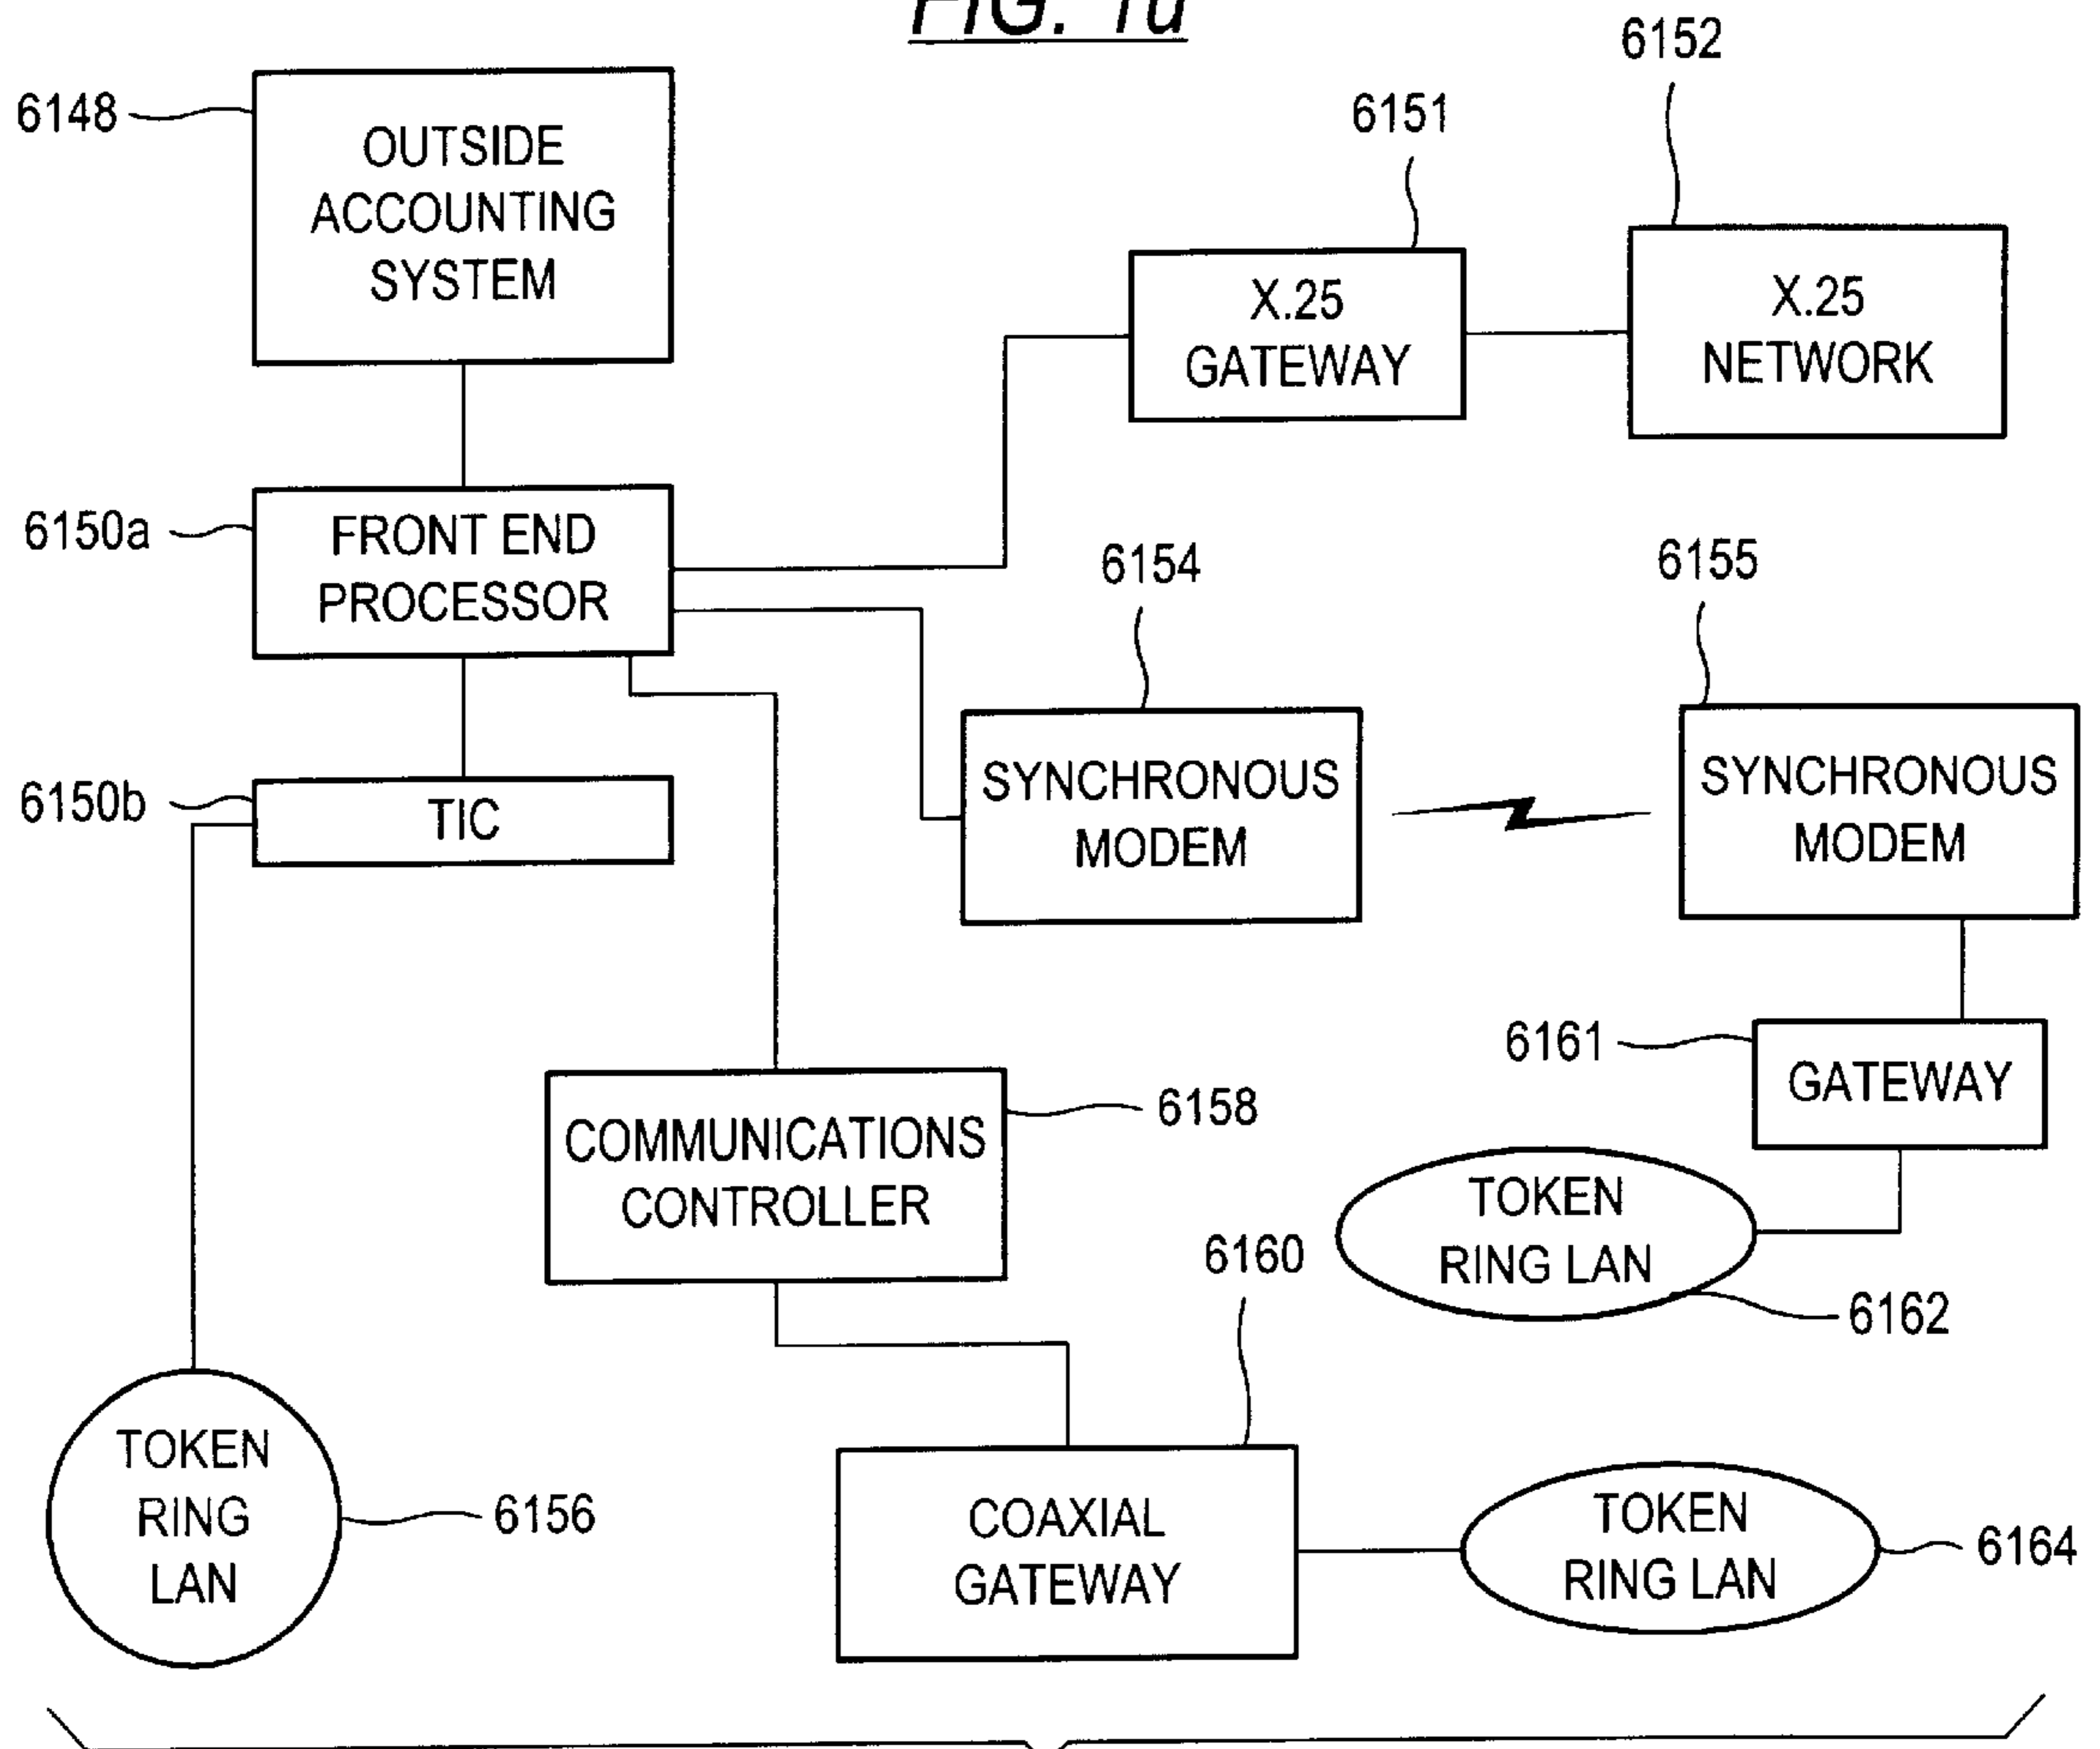 FIG. 1a
6152
6148
6151
OUTSIDE
ACCOUNTING
SYSTEM
X.25
GATEWAY
X.25
NETWORK
6150a
FRONT END
PROCESSOR
6154
6155
6150b
TIC
SYNCHRONOUS
MODEM
SYNCHRONOUS
MODEM
6161
GATEWAY
COMMUNICATIONS
CONTROLLER
6158
TOKEN
RING LAN
6160
6162
TOKEN
RING
LAN
6156
COAXIAL
GATEWAY
TOKEN
RING LAN
6164